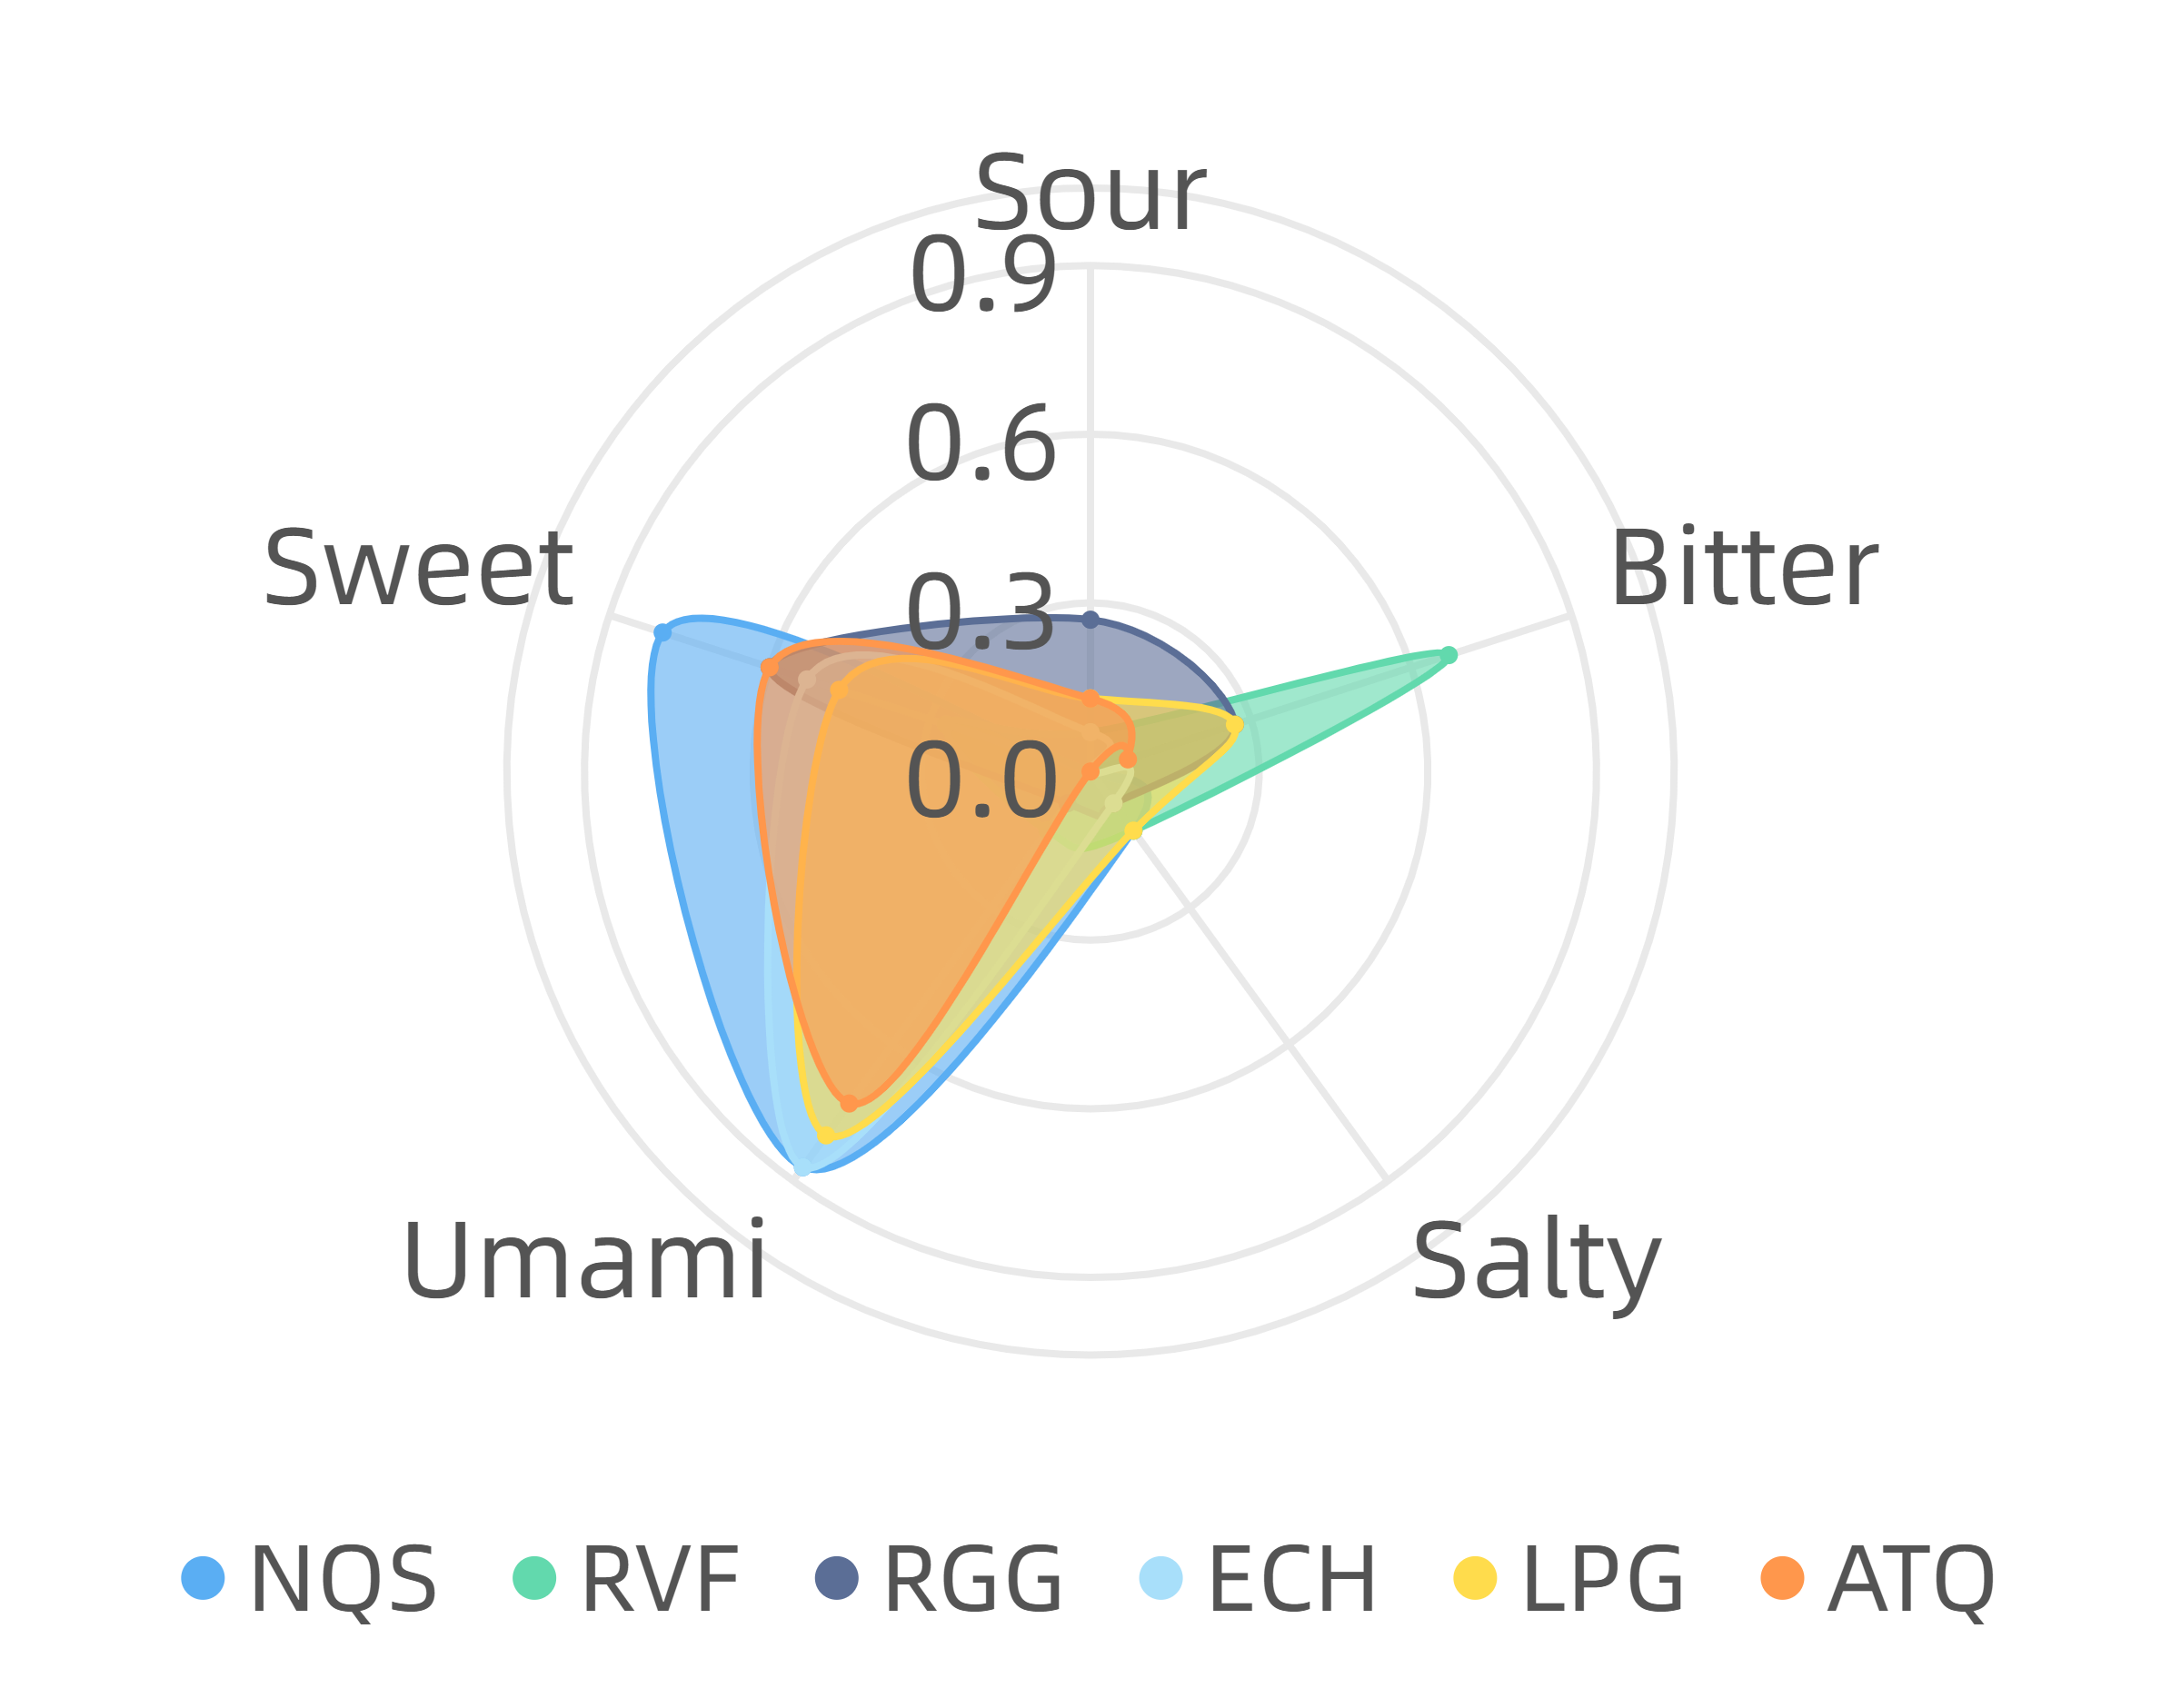 Sour
0.9
0.6
Sweet
Bitter
0.3
0.0
Umami
Salty
NQS RVF RGG ECH LPG ATQ